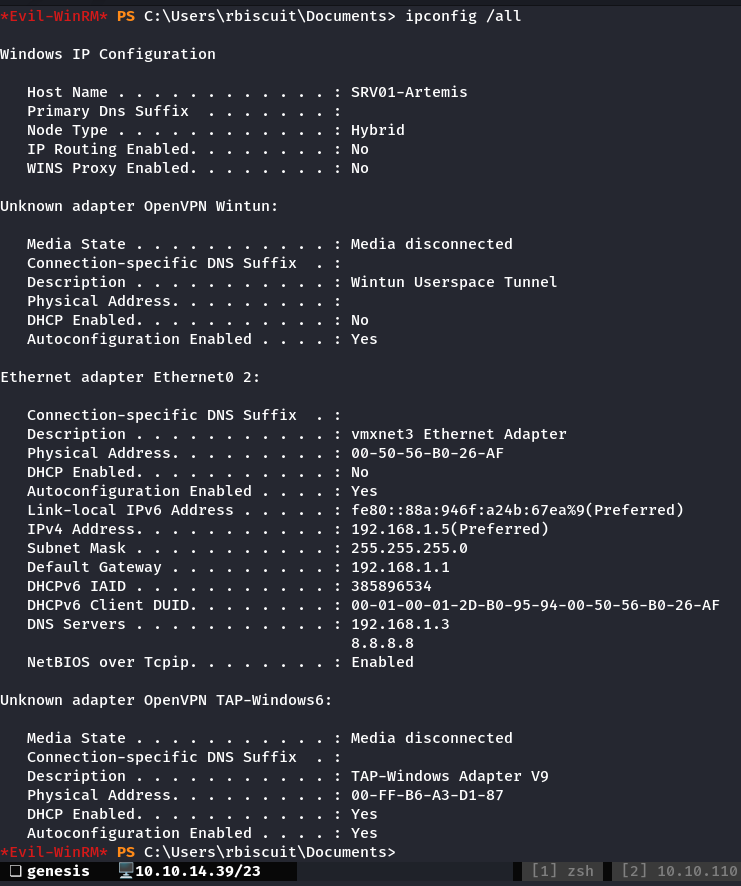 *Evil-WinRM* PS C:\Users\rbiscuit\Documents> ipconfig /all
Windows IP Configuration
Host Name . . . . . . . . . . . . : SRV01-Artemis
Primary Dns Suffix  . . . . . . . :
Node Type . . . . . . . . . . . . : Hybrid
IP Routing Enabled. . . . . . . . : No
WINS Proxy Enabled. . . . . . . . : No
Unknown adapter OpenVPN Wintun:
Media State . . . . . . . . . . . : Media disconnected
Connection-specific DNS Suffix  . :
Description . . . . . . . . . . . : Wintun Userspace Tunnel
Physical Address. . . . . . . . . :
DHCP Enabled. . . . . . . . . . . : No
Autoconfiguration Enabled . . . . : Yes
Ethernet adapter Ethernet0 2:
Connection-specific DNS Suffix  . :
Description . . . . . . . . . . . : vmxnet3 Ethernet Adapter
Physical Address. . . . . . . . . : 00-50-56-B0-26-AF
DHCP Enabled. . . . . . . . . . . : No
Autoconfiguration Enabled . . . . : Yes
Link-local IPv6 Address . . . . . : fe80::88a:946f:a24b:67ea%9(Preferred)
IPv4 Address. . . . . . . . . . . : 192.168.1.5(Preferred)
Subnet Mask . . . . . . . . . . . : 255.255.255.0
Default Gateway . . . . . . . . . : 192.168.1.1
DHCPv6 IAID . . . . . . . . . . . : 385896534
DHCPv6 Client DUID. . . . . . . . : 00-01-00-01-2D-B0-95-94-00-50-56-B0-26-AF
DNS Servers . . . . . . . . . . . : 192.168.1.3
8.8.8.8
NetBIOS over Tcpip. . . . . . . . : Enabled
Unknown adapter OpenVPN TAP-Windows6:
Media State . . . . . . . . . . . : Media disconnected
Connection-specific DNS Suffix  . :
Description . . . . . . . . . . . : TAP-Windows Adapter V9
Physical Address. . . . . . . . . : 00-FF-B6-A3-D1-87
DHCP Enabled. . . . . . . . . . . : Yes
Autoconfiguration Enabled . . . . : Yes
*Evil-WinRM* PS C:\Users\rbiscuit\Documents>
genesis 10.10.14.39/23 [1] zsh [2] 10.10.110